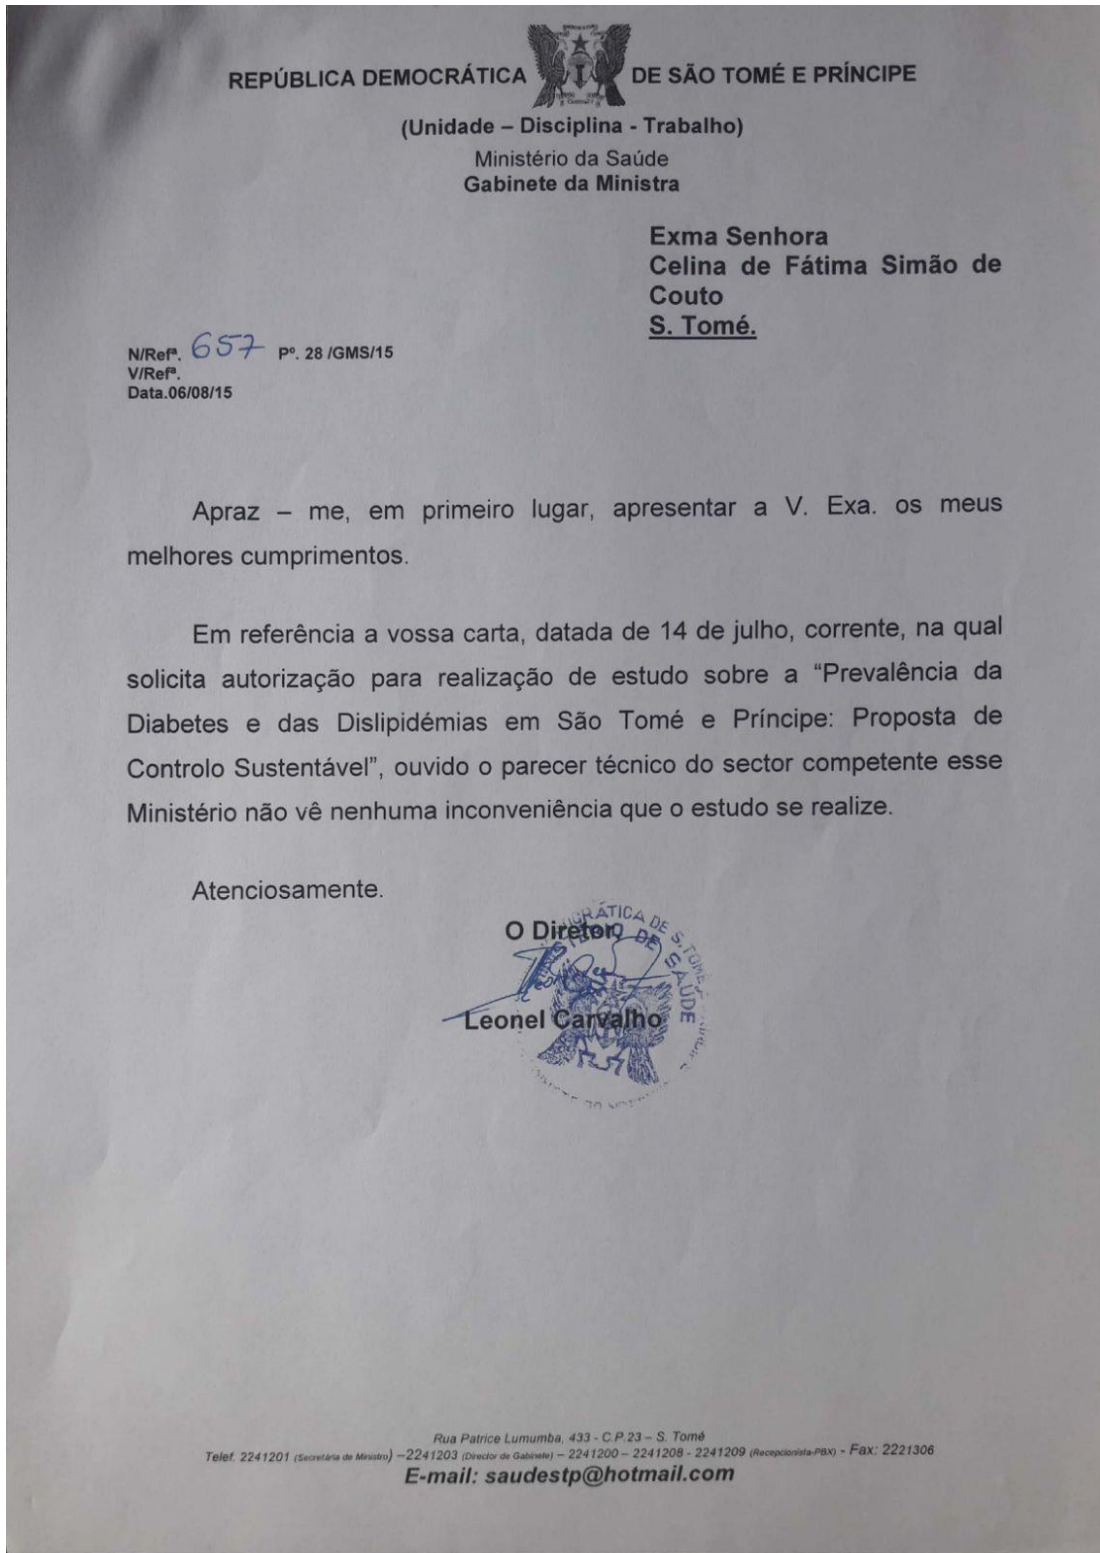 REPÚBLICA DEMOCRÁTICA DE SÃO TOMÉ E PRÍNCIPE
(Unidade – Disciplina - Trabalho)
Ministério da Saúde
Gabinete da Ministra
Exma Senhora
Celina de Fátima Simão de
Couto
S. Tomé.
N/Refª. 657 Pº. 28 /GMS/15
V/Refª.
Data.06/08/15
Apraz – me, em primeiro lugar, apresentar a V. Exa. os meus
melhores cumprimentos.
Em referência a vossa carta, datada de 14 de julho, corrente, na qual
solicita autorização para realização de estudo sobre a “Prevalência da
Diabetes e das Dislipidémias em São Tomé e Príncipe: Proposta de
Controlo Sustentável”, ouvido o parecer técnico do sector competente esse
Ministério não vê nenhuma inconveniência que o estudo se realize.
Atenciosamente.
O Diretor,
Leonel Carvalho
Rua Patrice Lumumba, 433 - C.P.23 – S. Tomé
Telef. 2241201 (Secretária de Ministro) –2241203 (Director de Gabinete) – 2241200 – 2241208 - 2241209 (Recepcionista-PBX) - Fax: 2221306
E-mail: saudestp@hotmail.com